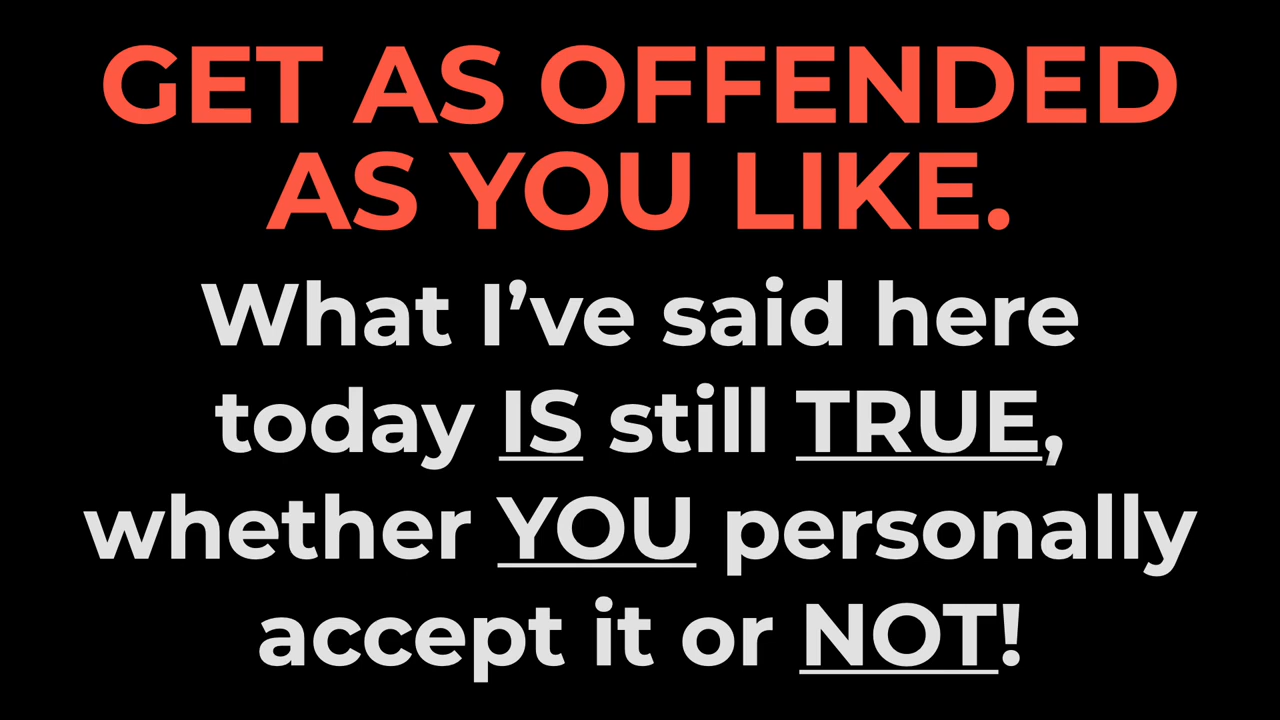 GET AS OFFENDED
AS YOU LIKE.
What I’ve said here
today IS still TRUE,
whether YOU personally
accept it or NOT!